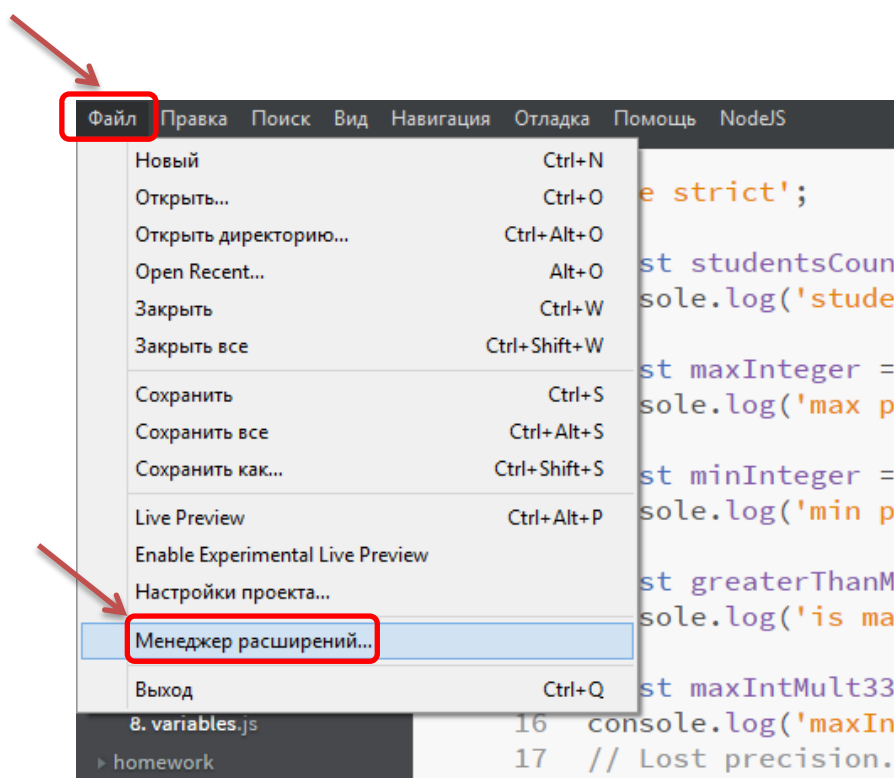 Файл Правка Поиск Вид Навигация Отладка Помощь NodeJS
Новый Ctrl+N
Открыть... Ctrl+O
Открыть директорию... Ctrl+Alt+O
Open Recent... Alt+O
Закрыть Ctrl+W
Закрыть все Ctrl+Shift+W
Сохранить Ctrl+S
Сохранить все Ctrl+Alt+S
Сохранить как... Ctrl+Shift+S
Live Preview Ctrl+Alt+P
Enable Experimental Live Preview
Настройки проекта...
Менеджер расширений...
Выход Ctrl+Q
e strict';
st studentsCoun
sole.log('stude
st maxInteger =
sole.log('max p
st minInteger =
sole.log('min p
st greaterThanM
sole.log('is ma
st maxIntMult33
8. variables.js
homework
16 console.log('maxIn
17 // Lost precision.